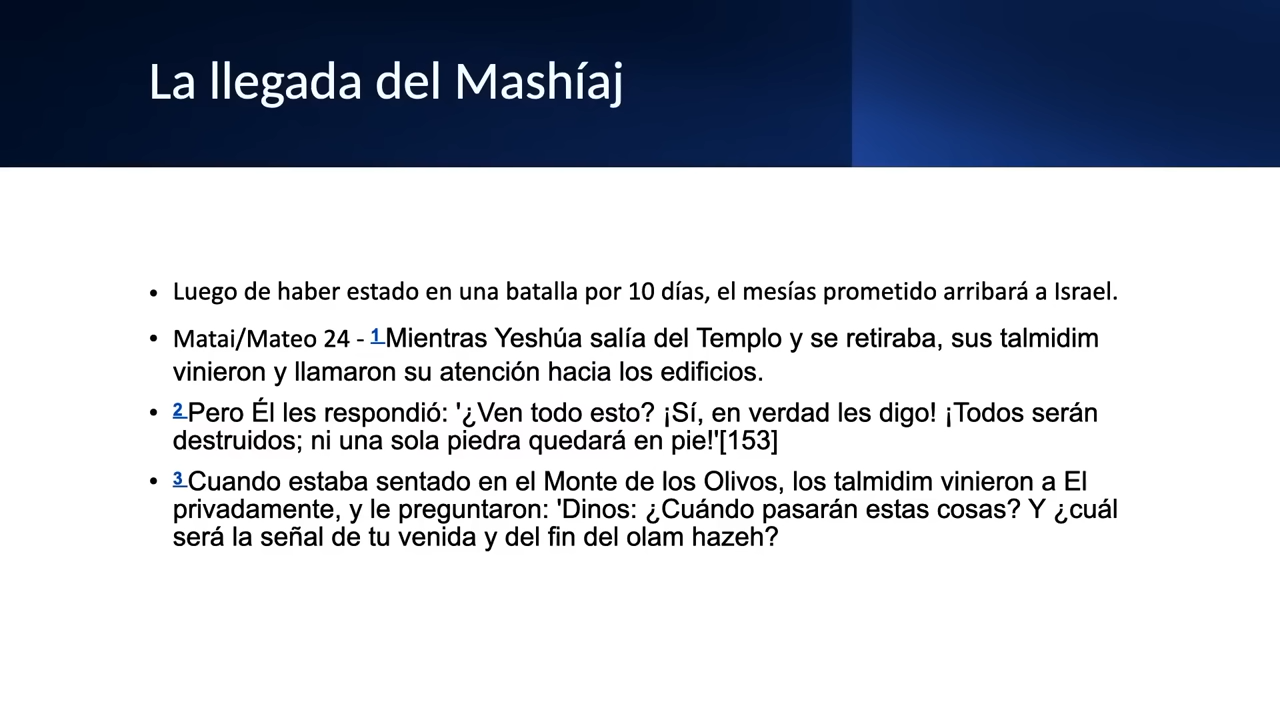 La llegada del Mashíaj
• Luego de haber estado en una batalla por 10 días, el mesías prometido arribará a Israel.
• Matai/Mateo 24 - 1 Mientras Yeshúa salía del Templo y se retiraba, sus talmidim
vinieron y llamaron su atención hacia los edificios.
• 2 Pero Él les respondió: '¿Ven todo esto? ¡Sí, en verdad les digo! ¡Todos serán
destruidos; ni una sola piedra quedará en pie!'[153]
• 3 Cuando estaba sentado en el Monte de los Olivos, los talmidim vinieron a El
privadamente, y le preguntaron: 'Dinos: ¿Cuándo pasarán estas cosas? Y ¿cuál
será la señal de tu venida y del fin del olam hazeh?